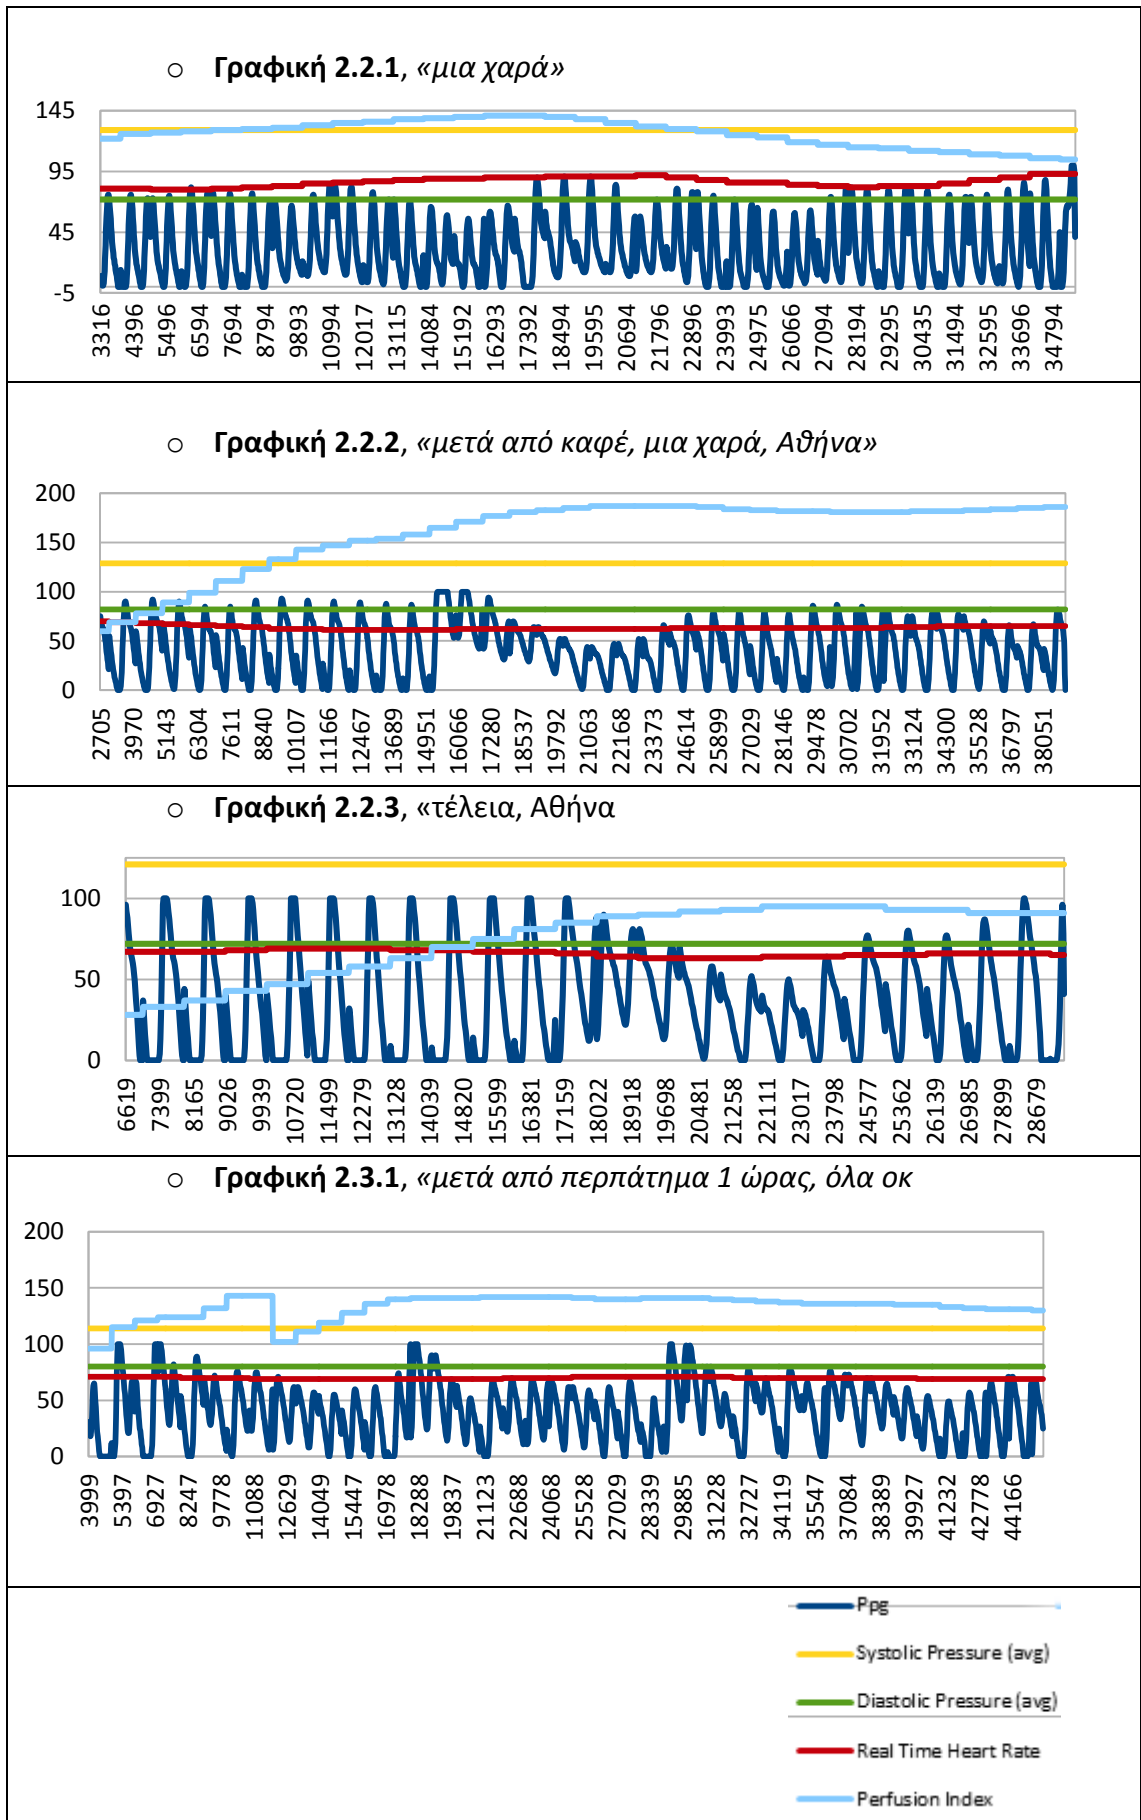 ○ Γραφική 2.2.1, «μια χαρά»
145
95
45
-5
3316 4396 5496 6594 7694 8794 9893 10994 12017 13115 14084 15192 16293 17392 18494 19595 20694 21796 22896 23993 24975 26066 27094 28194 29295 30435 31494 32595 33696 34794
○ Γραφική 2.2.2, «μετά από καφέ, μια χαρά, Αθήνα»
200
150
100
50
0
2705 3970 5143 6304 7611 8840 10107 11166 12467 13689 14951 16066 17280 18537 19792 21063 22168 23373 24614 25899 27029 28146 29478 30702 31952 33124 34300 35528 36797 38051
○ Γραφική 2.2.3, «τέλεια, Αθήνα
100
50
0
6619 7399 8165 9026 9939 10720 11499 12279 13128 14039 14820 15599 16381 17159 18022 18918 19698 20481 21258 22111 23017 23798 24577 25362 26139 26985 27899 28679
○ Γραφική 2.3.1, «μετά από περπάτημα 1 ώρας, όλα οκ
200
150
100
50
0
3999 5397 6927 8247 9778 11088 12629 14049 15447 16978 18288 19837 21123 22688 24068 25528 27029 28339 29885 31228 32727 34119 35547 37084 38389 39927 41232 42778 44166
Ppg
Systolic Pressure (avg)
Diastolic Pressure (avg)
Real Time Heart Rate
Perfusion Index